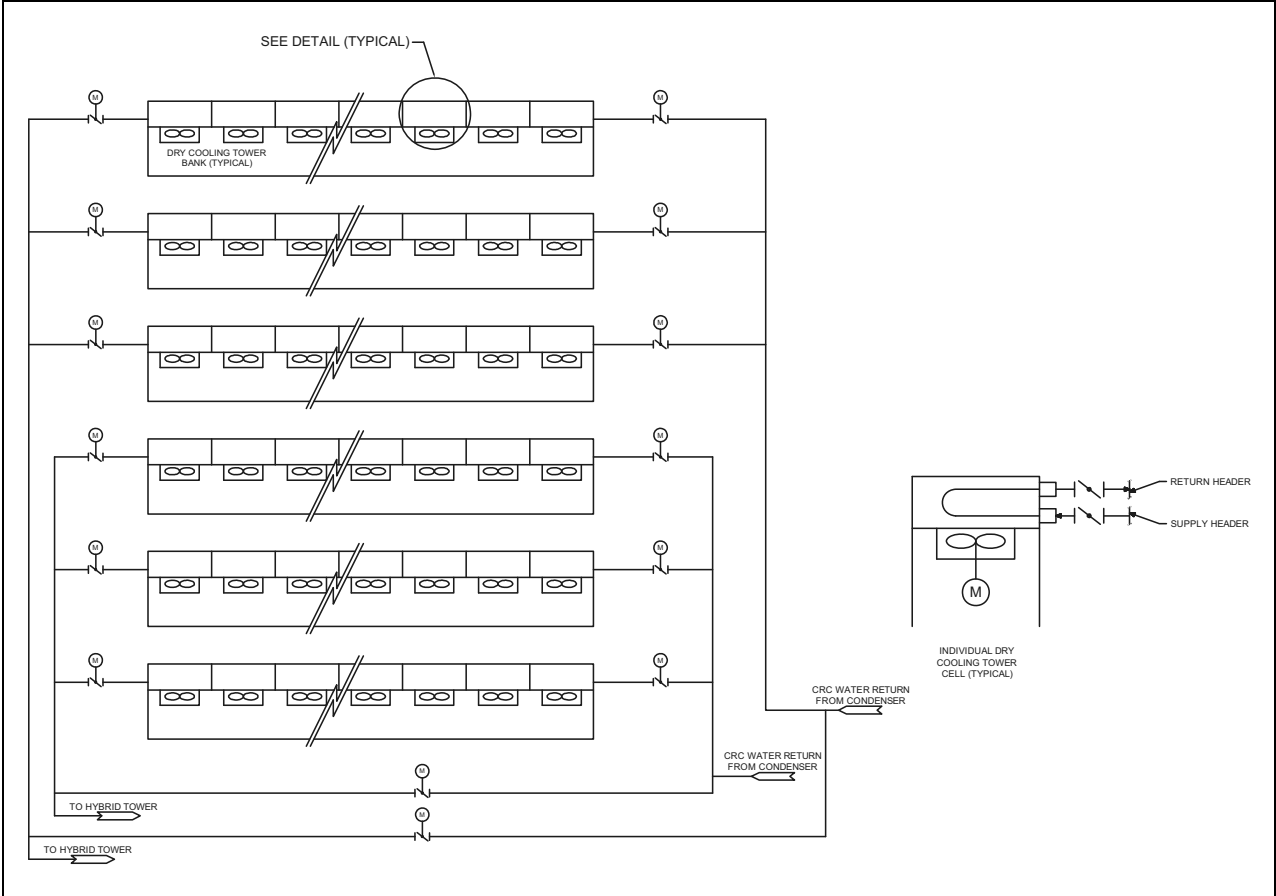 SEE DETAIL (TYPICAL)
M
M
DRY COOLING TOWER
BANK (TYPICAL)
M
M
M
M
M
M
RETURN HEADER
SUPPLY HEADER
M
M
M
INDIVIDUAL DRY
COOLING TOWER
CELL (TYPICAL)
M
M
CRC WATER RETURN
FROM CONDENSER
CRC WATER RETURN
FROM CONDENSER
M
TO HYBRID TOWER
M
TO HYBRID TOWER